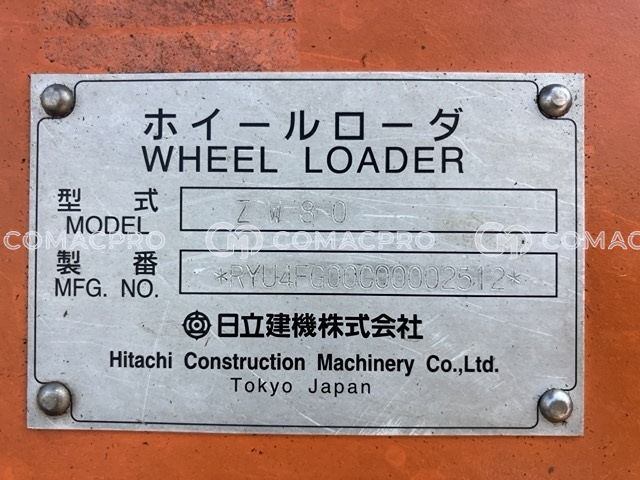 ホイールローダ
WHEEL LOADER
型 式
MODEL
ZW80
製 番
MFG. NO.
*RYU4FG00C00002512*
COMACPRO COMACPRO COMACPRO
日立建機株式会社
Hitachi Construction Machinery Co.,Ltd.
Tokyo Japan